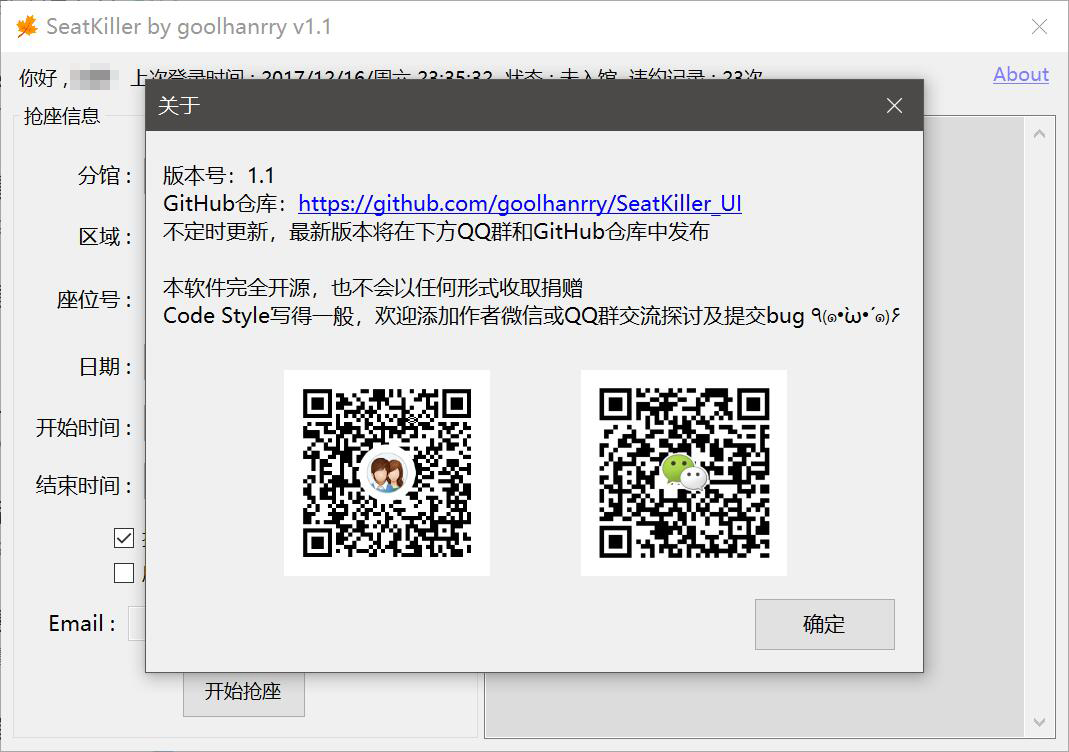 SeatKiller by goolhanrry v1.1
你好 , 上次登录时间 : 2017/12/16/周六 23:35:32 状态 : 未入馆 违约记录 : 23次
About
抢座信息
关于
版本号：1.1
GitHub仓库：https://github.com/goolhanrry/SeatKiller_UI
不定时更新，最新版本将在下方QQ群和GitHub仓库中发布
本软件完全开源，也不会以任何形式收取捐赠
Code Style写得一般，欢迎添加作者微信或QQ群交流探讨及提交bug ٩(๑•̀ω•́๑)۶
分馆 :
区域 :
座位号 :
日期 :
开始时间 :
结束时间 :
Email :
确定
开始抢座